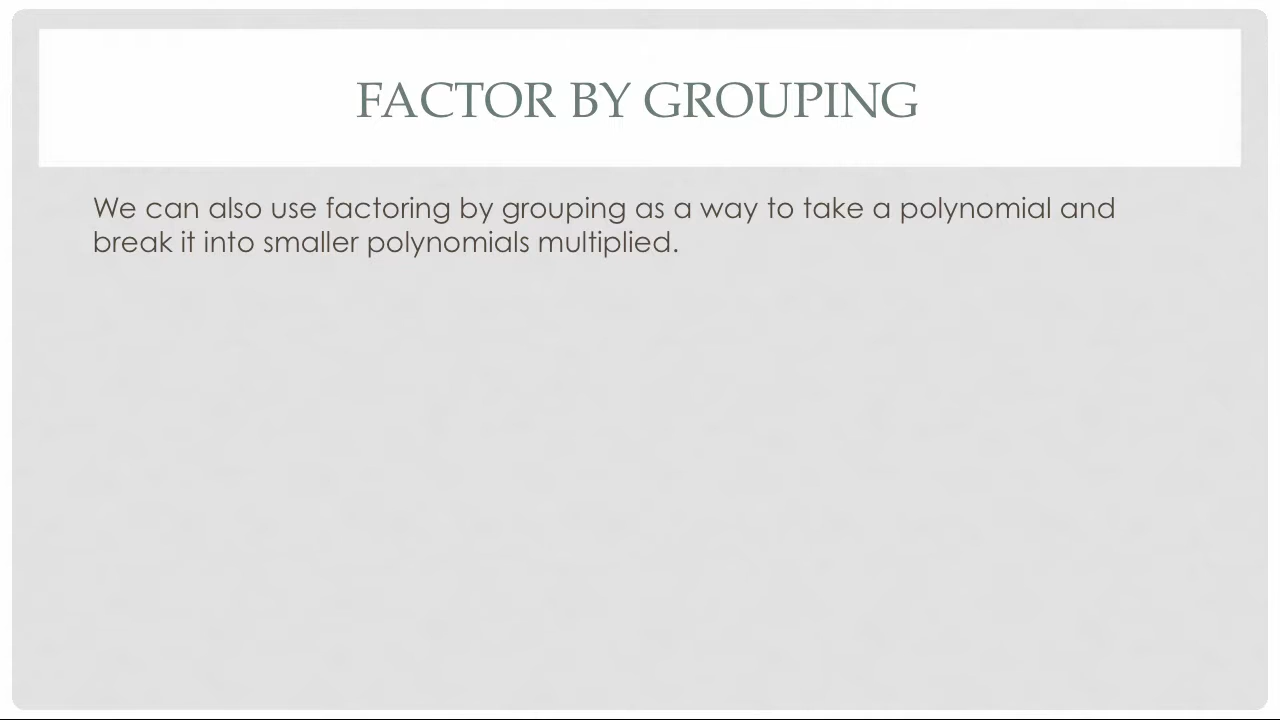 FACTOR BY GROUPING
We can also use factoring by grouping as a way to take a polynomial and
break it into smaller polynomials multiplied.